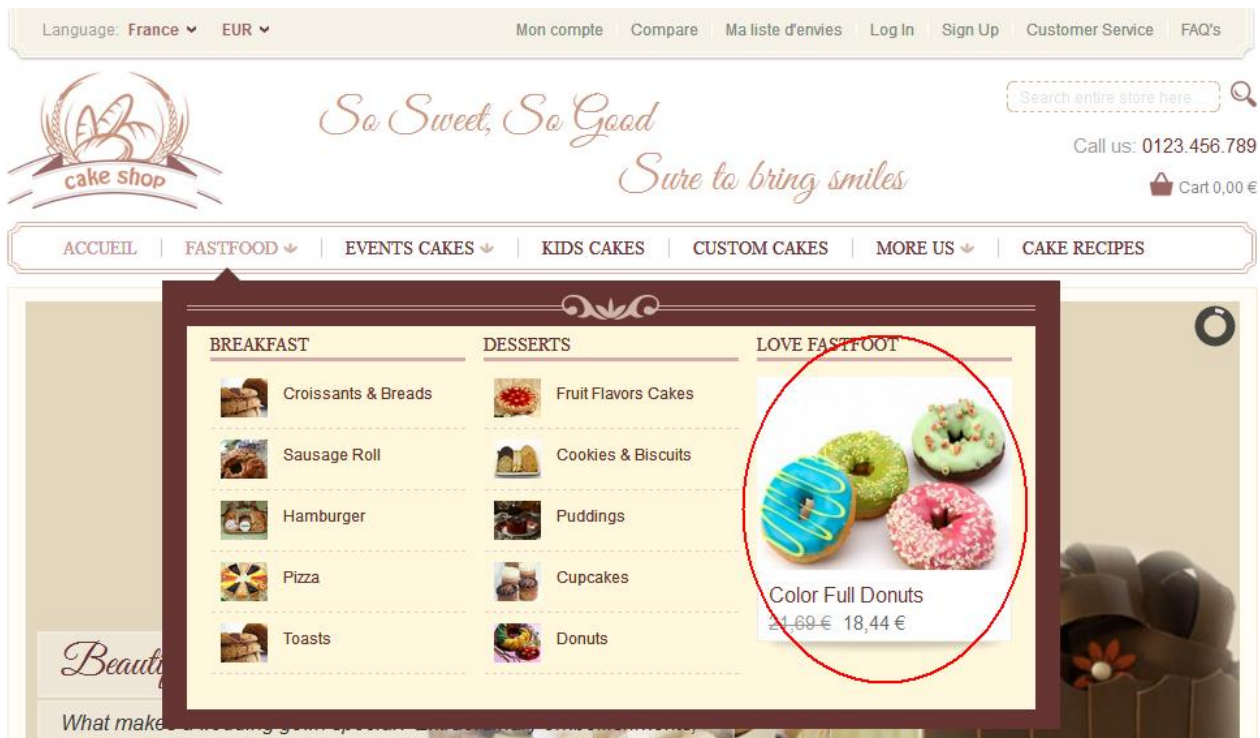 Language: France EUR Mon compte Compare Ma liste d'envies Log In Sign Up Customer Service FAQ's
cake shop
So Sweet, So Good
Sure to bring smiles
Search entire store here
Call us: 0123.456.789
Cart 0,00 €
ACCUEIL FASTFOOD EVENTS CAKES KIDS CAKES CUSTOM CAKES MORE US CAKE RECIPES
BREAKFAST
Croissants & Breads
Sausage Roll
Hamburger
Pizza
Toasts
DESSERTS
Fruit Flavors Cakes
Cookies & Biscuits
Puddings
Cupcakes
Donuts
LOVE FASTFOOT
Color Full Donuts
21,69 € 18,44 €
Beauti
What makes